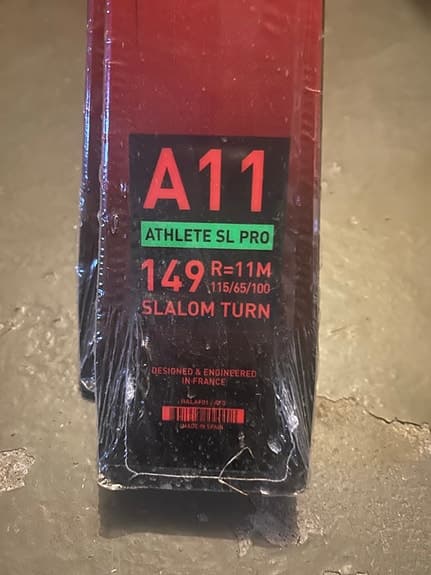 A11
ATHLETE SL PRO
149 R=11M
115/65/100
SLALOM TURN
DESIGNED & ENGINEERED
IN FRANCE
MADE IN SPAIN